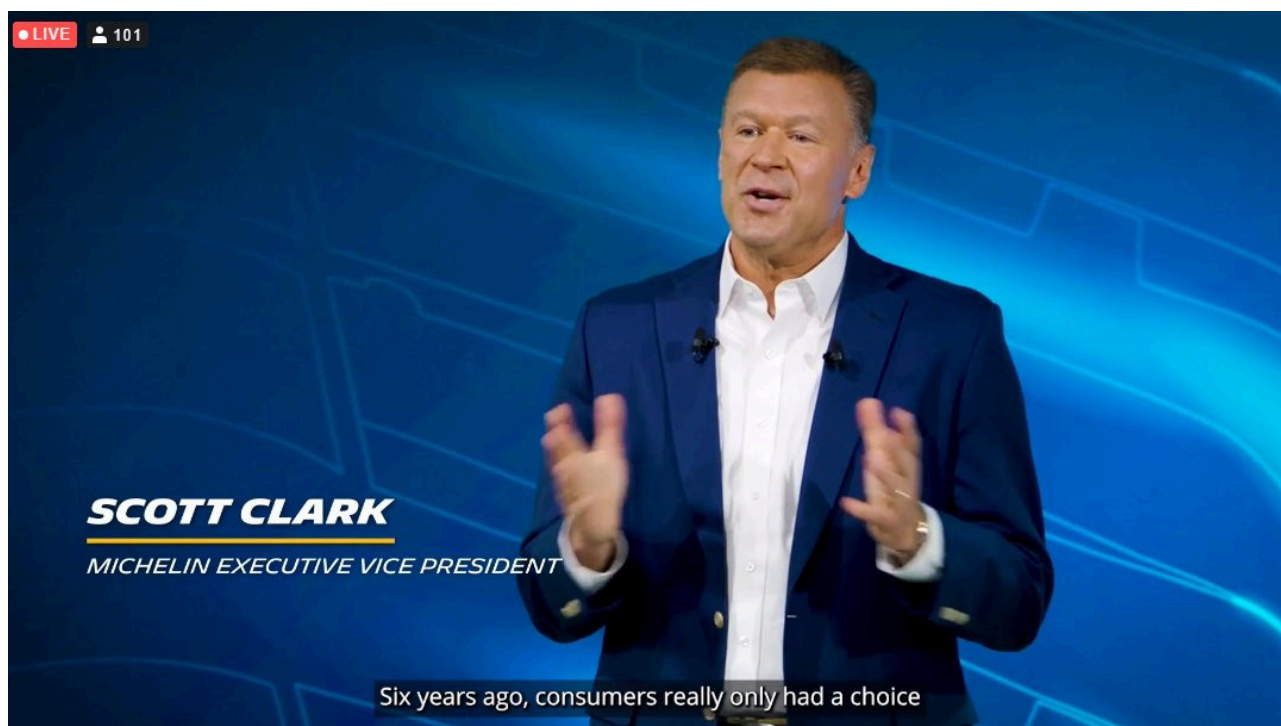 LIVE 101
SCOTT CLARK
MICHELIN EXECUTIVE VICE PRESIDENT
Six years ago, consumers really only had a choice